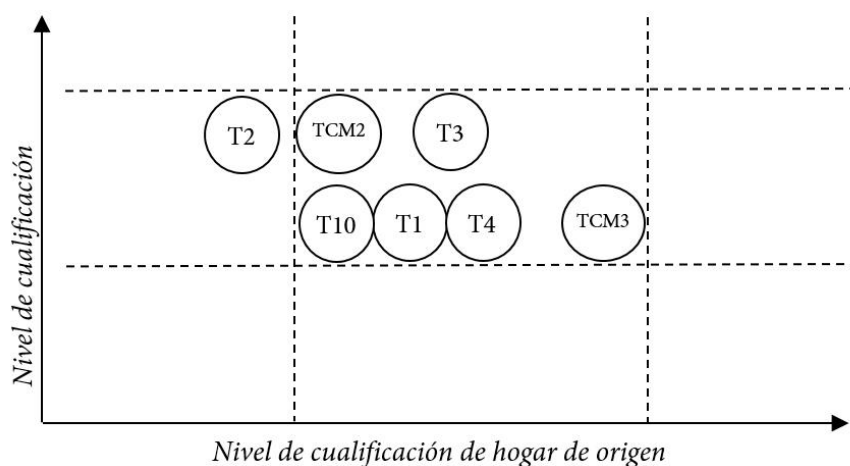 T2 TCM2 T3
T10 T1 T4 TCM3
Nivel de cualificación
Nivel de cualificación de hogar de origen